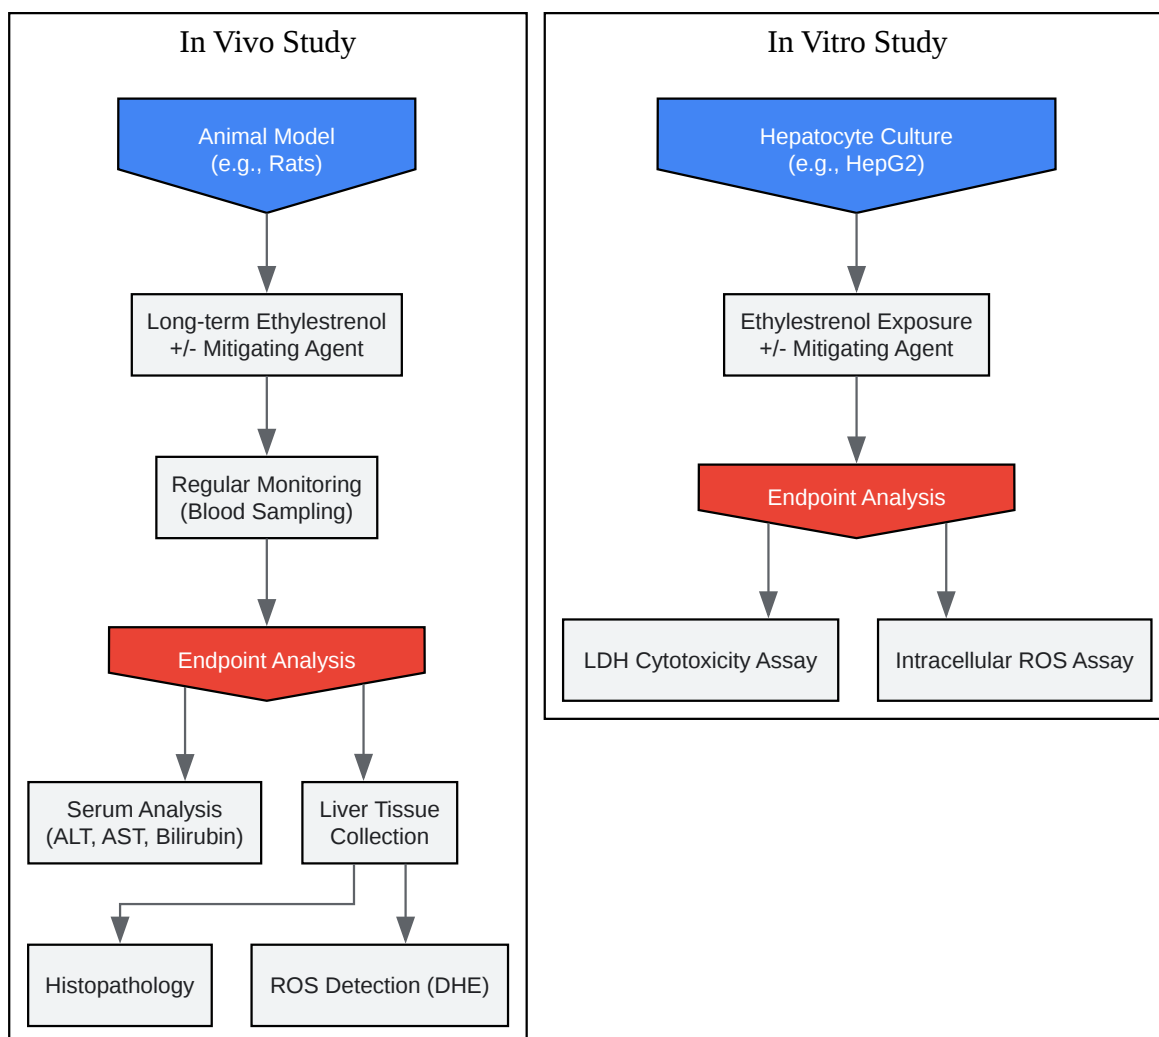 In Vivo Study
Animal Model
(e.g., Rats)
Long-term Ethylestrenol
+/- Mitigating Agent
Regular Monitoring
(Blood Sampling)
Endpoint Analysis
Serum Analysis
(ALT, AST, Bilirubin)
Liver Tissue
Collection
Histopathology
ROS Detection (DHE)
In Vitro Study
Hepatocyte Culture
(e.g., HepG2)
Ethylestrenol Exposure
+/- Mitigating Agent
Endpoint Analysis
LDH Cytotoxicity Assay
Intracellular ROS Assay